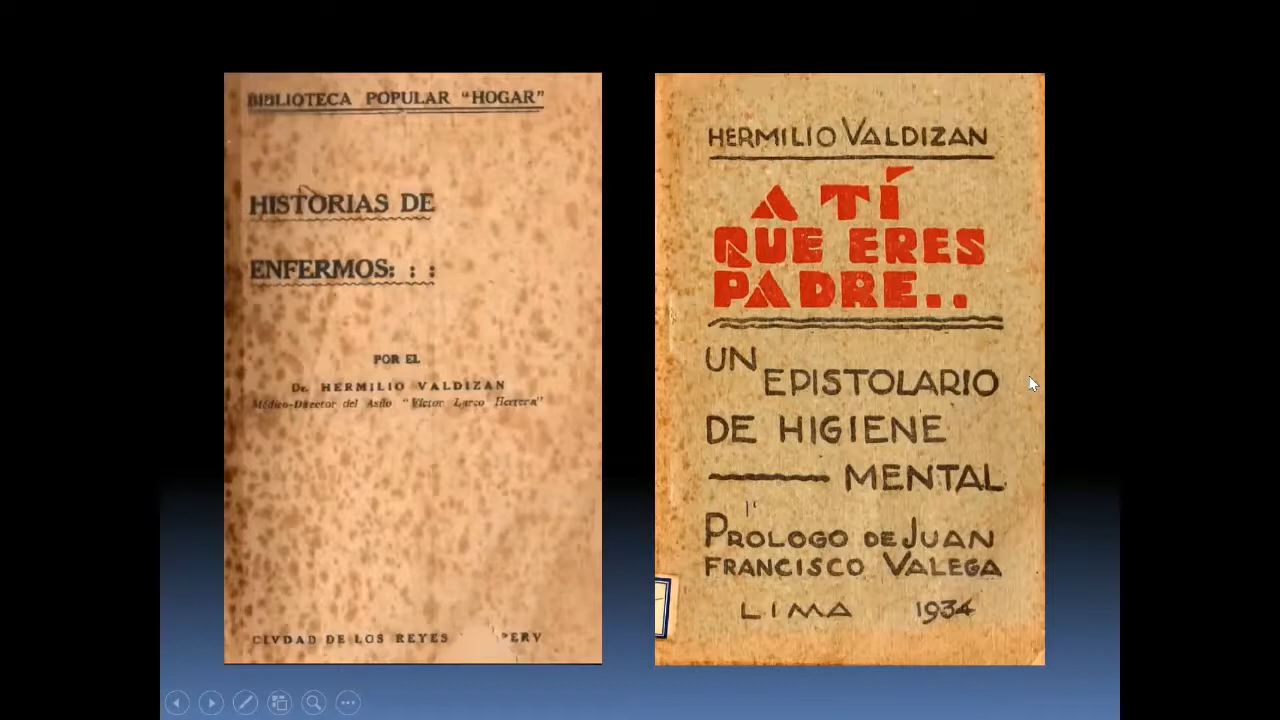 BIBLIOTECA POPULAR "HOGAR"
HISTORIAS DE
ENFERMOS: : :
POR EL
Dr. HERMILIO VALDIZAN
Médico-Director del Asilo "Víctor Larco Herrera"
CIVDAD DE LOS REYES PERV
HERMILIO VALDIZAN
A TÍ
QUE ERES
PADRE..
UN
EPISTOLARIO
DE HIGIENE
MENTAL
PROLOGO DE JUAN
FRANCISCO VALEGA
LIMA 1934